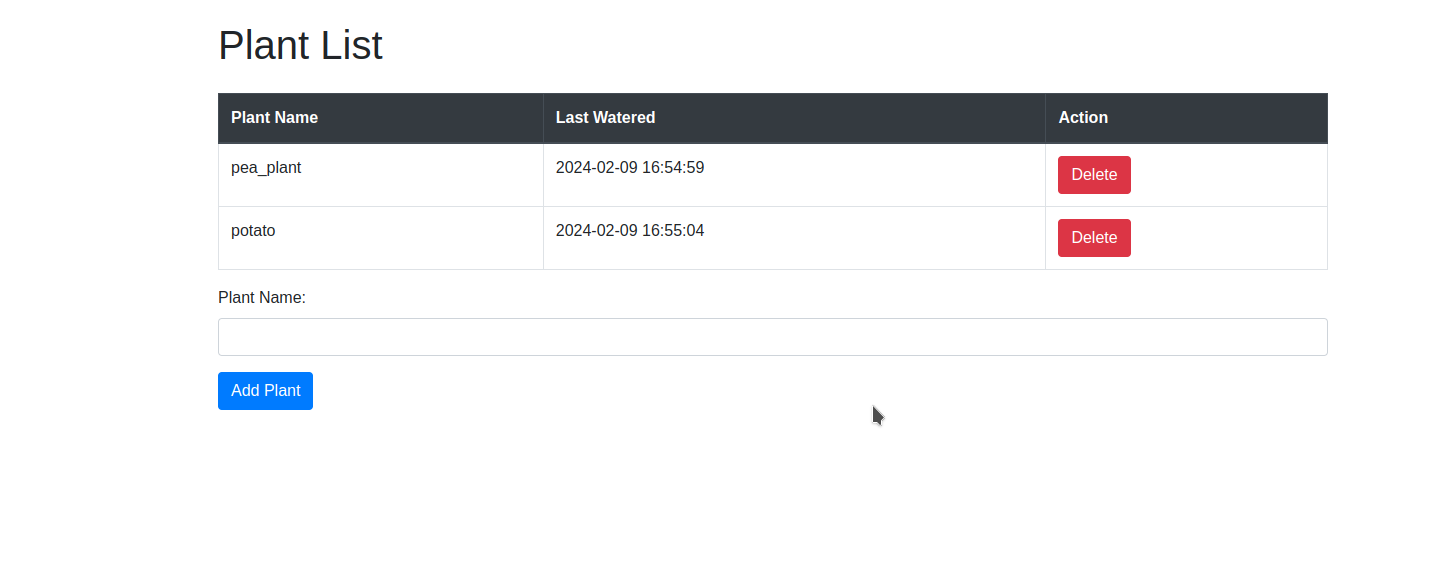 Plant List
Plant Name Last Watered Action
pea_plant 2024-02-09 16:54:59 Delete
potato 2024-02-09 16:55:04 Delete
Plant Name:
Add Plant